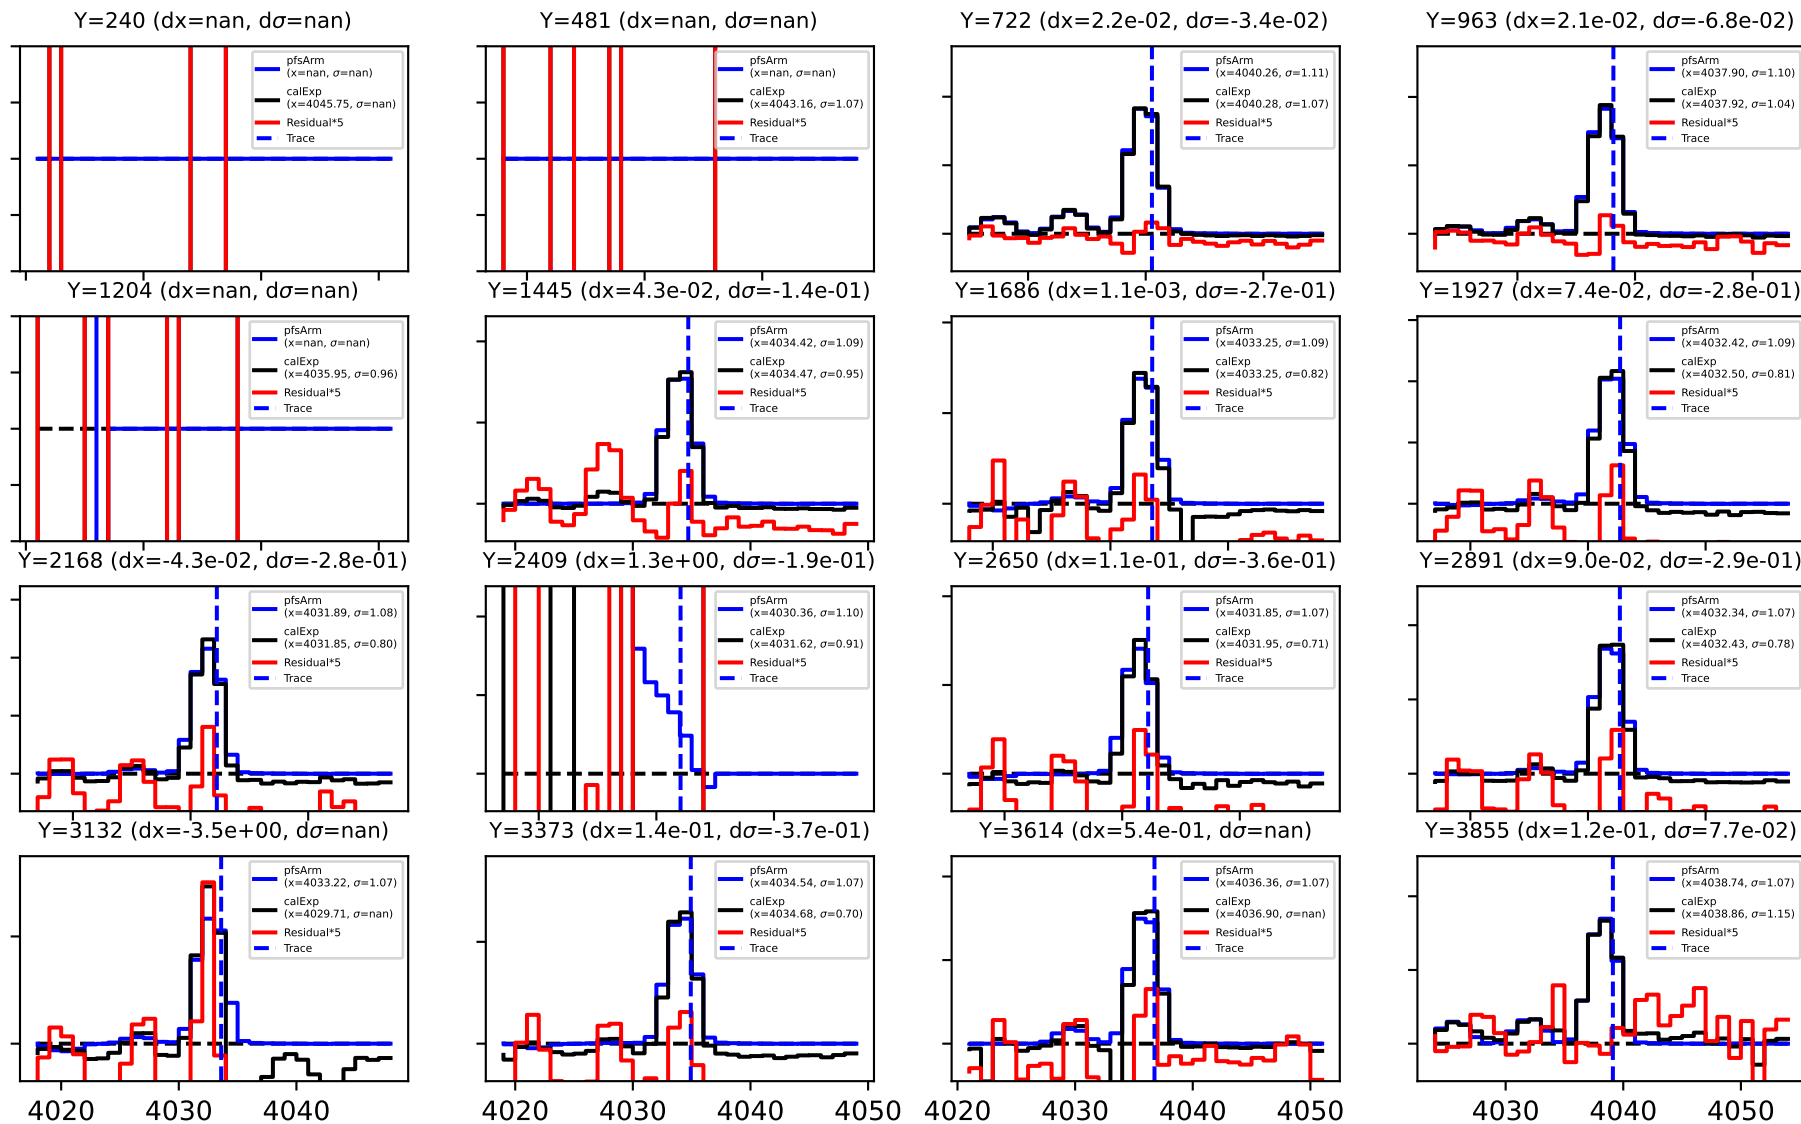 Y=240 (dx=nan, dσ=nan)
pfsArm
(x=nan, σ=nan)
calExp
(x=4045.75, σ=nan)
Residual*5
Trace
Y=481 (dx=nan, dσ=nan)
pfsArm
(x=nan, σ=nan)
calExp
(x=4043.16, σ=1.07)
Residual*5
Trace
Y=722 (dx=2.2e-02, dσ=-3.4e-02)
pfsArm
(x=4040.26, σ=1.11)
calExp
(x=4040.28, σ=1.07)
Residual*5
Trace
Y=963 (dx=2.1e-02, dσ=-6.8e-02)
pfsArm
(x=4037.90, σ=1.10)
calExp
(x=4037.92, σ=1.04)
Residual*5
Trace
Y=1204 (dx=nan, dσ=nan)
pfsArm
(x=nan, σ=nan)
calExp
(x=4035.95, σ=0.96)
Residual*5
Trace
Y=1445 (dx=4.3e-02, dσ=-1.4e-01)
pfsArm
(x=4034.42, σ=1.09)
calExp
(x=4034.47, σ=0.95)
Residual*5
Trace
Y=1686 (dx=1.1e-03, dσ=-2.7e-01)
pfsArm
(x=4033.25, σ=1.09)
calExp
(x=4033.25, σ=0.82)
Residual*5
Trace
Y=1927 (dx=7.4e-02, dσ=-2.8e-01)
pfsArm
(x=4032.42, σ=1.09)
calExp
(x=4032.50, σ=0.81)
Residual*5
Trace
Y=2168 (dx=-4.3e-02, dσ=-2.8e-01)
pfsArm
(x=4031.89, σ=1.08)
calExp
(x=4031.85, σ=0.80)
Residual*5
Trace
Y=2409 (dx=1.3e+00, dσ=-1.9e-01)
pfsArm
(x=4030.36, σ=1.10)
calExp
(x=4031.62, σ=0.91)
Residual*5
Trace
Y=2650 (dx=1.1e-01, dσ=-3.6e-01)
pfsArm
(x=4031.85, σ=1.07)
calExp
(x=4031.95, σ=0.71)
Residual*5
Trace
Y=2891 (dx=9.0e-02, dσ=-2.9e-01)
pfsArm
(x=4032.34, σ=1.07)
calExp
(x=4032.43, σ=0.78)
Residual*5
Trace
Y=3132 (dx=-3.5e+00, dσ=nan)
pfsArm
(x=4033.22, σ=1.07)
calExp
(x=4029.71, σ=nan)
Residual*5
Trace
Y=3373 (dx=1.4e-01, dσ=-3.7e-01)
pfsArm
(x=4034.54, σ=1.07)
calExp
(x=4034.68, σ=0.70)
Residual*5
Trace
Y=3614 (dx=5.4e-01, dσ=nan)
pfsArm
(x=4036.36, σ=1.07)
calExp
(x=4036.90, σ=nan)
Residual*5
Trace
Y=3855 (dx=1.2e-01, dσ=7.7e-02)
pfsArm
(x=4038.74, σ=1.07)
calExp
(x=4038.86, σ=1.15)
Residual*5
Trace
4020 4030 4040
4020 4030 4040 4050
4020 4030 4040 4050
4030 4040 4050